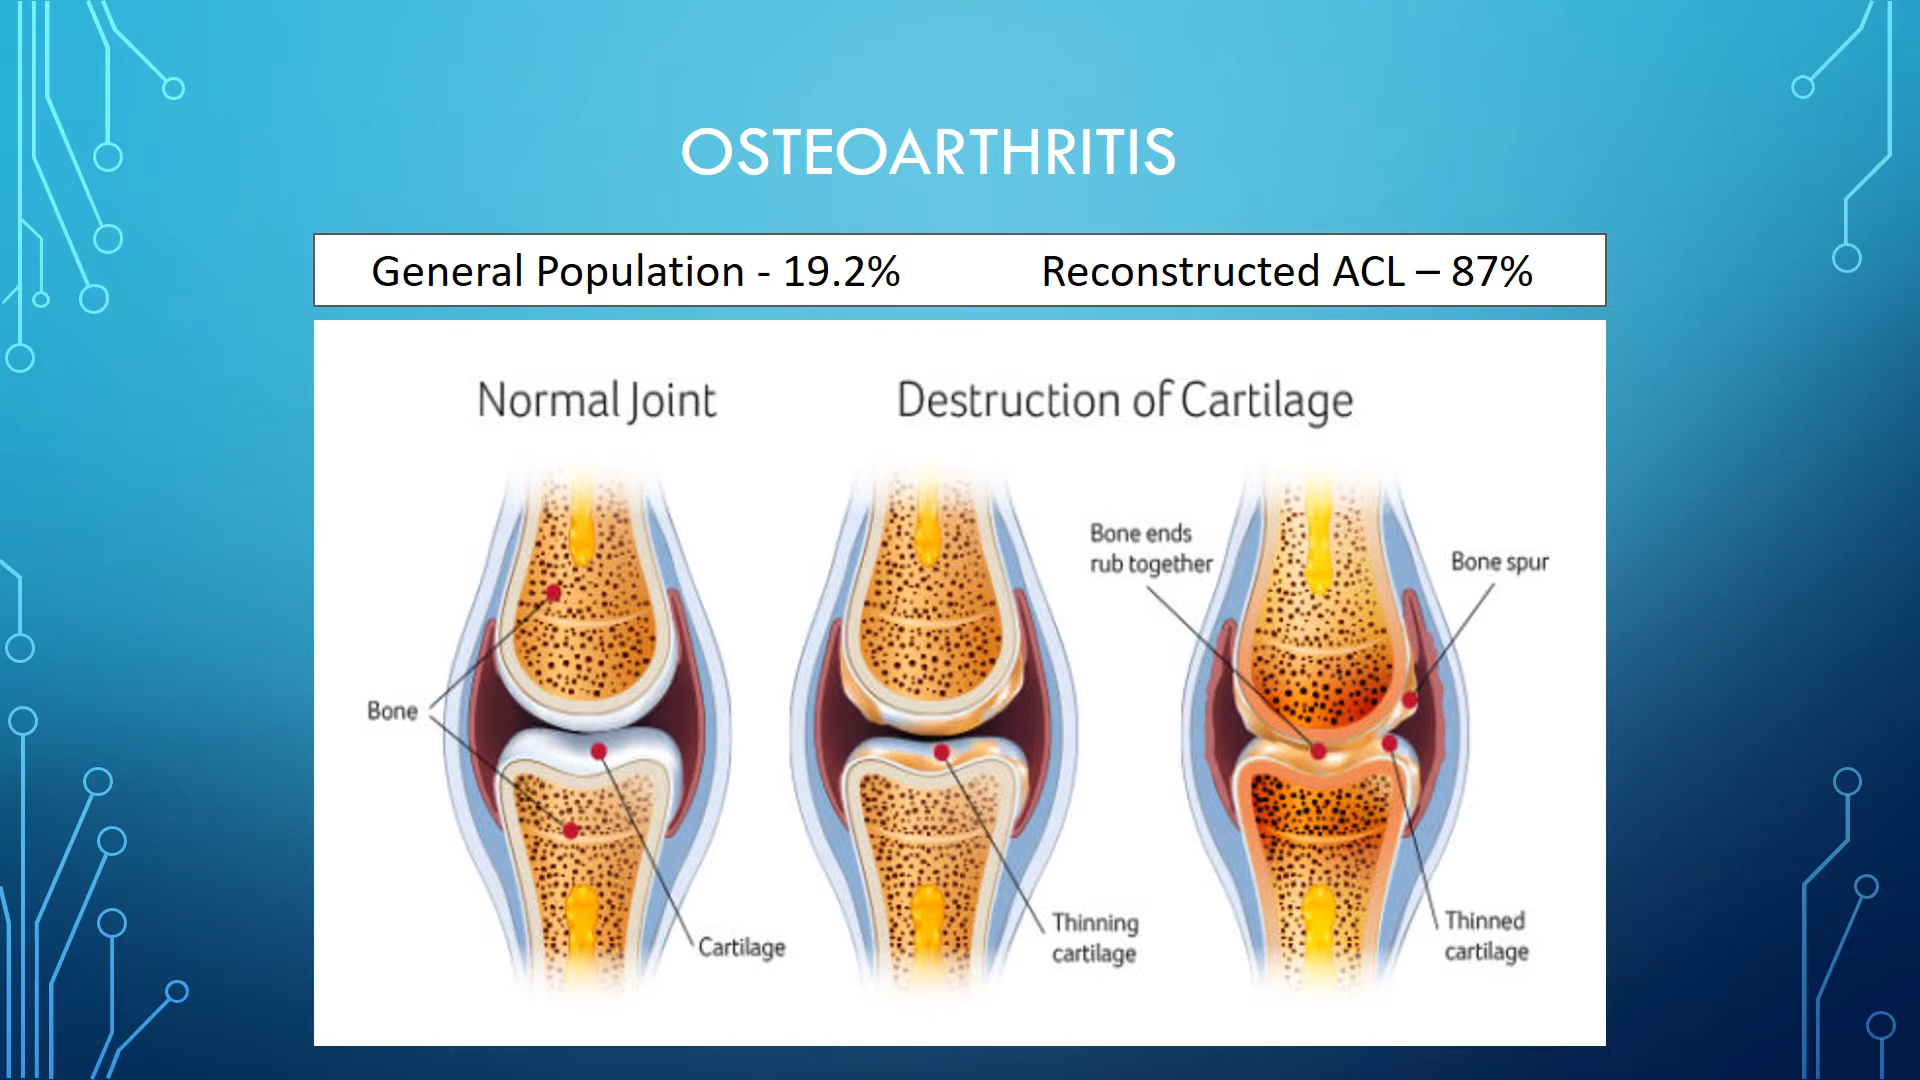 OSTEOARTHRITIS
General Population - 19.2% Reconstructed ACL – 87%
Normal Joint
Destruction of Cartilage
Bone ends
rub together
Bone spur
Bone
Cartilage
Thinning
cartilage
Thinned
cartilage